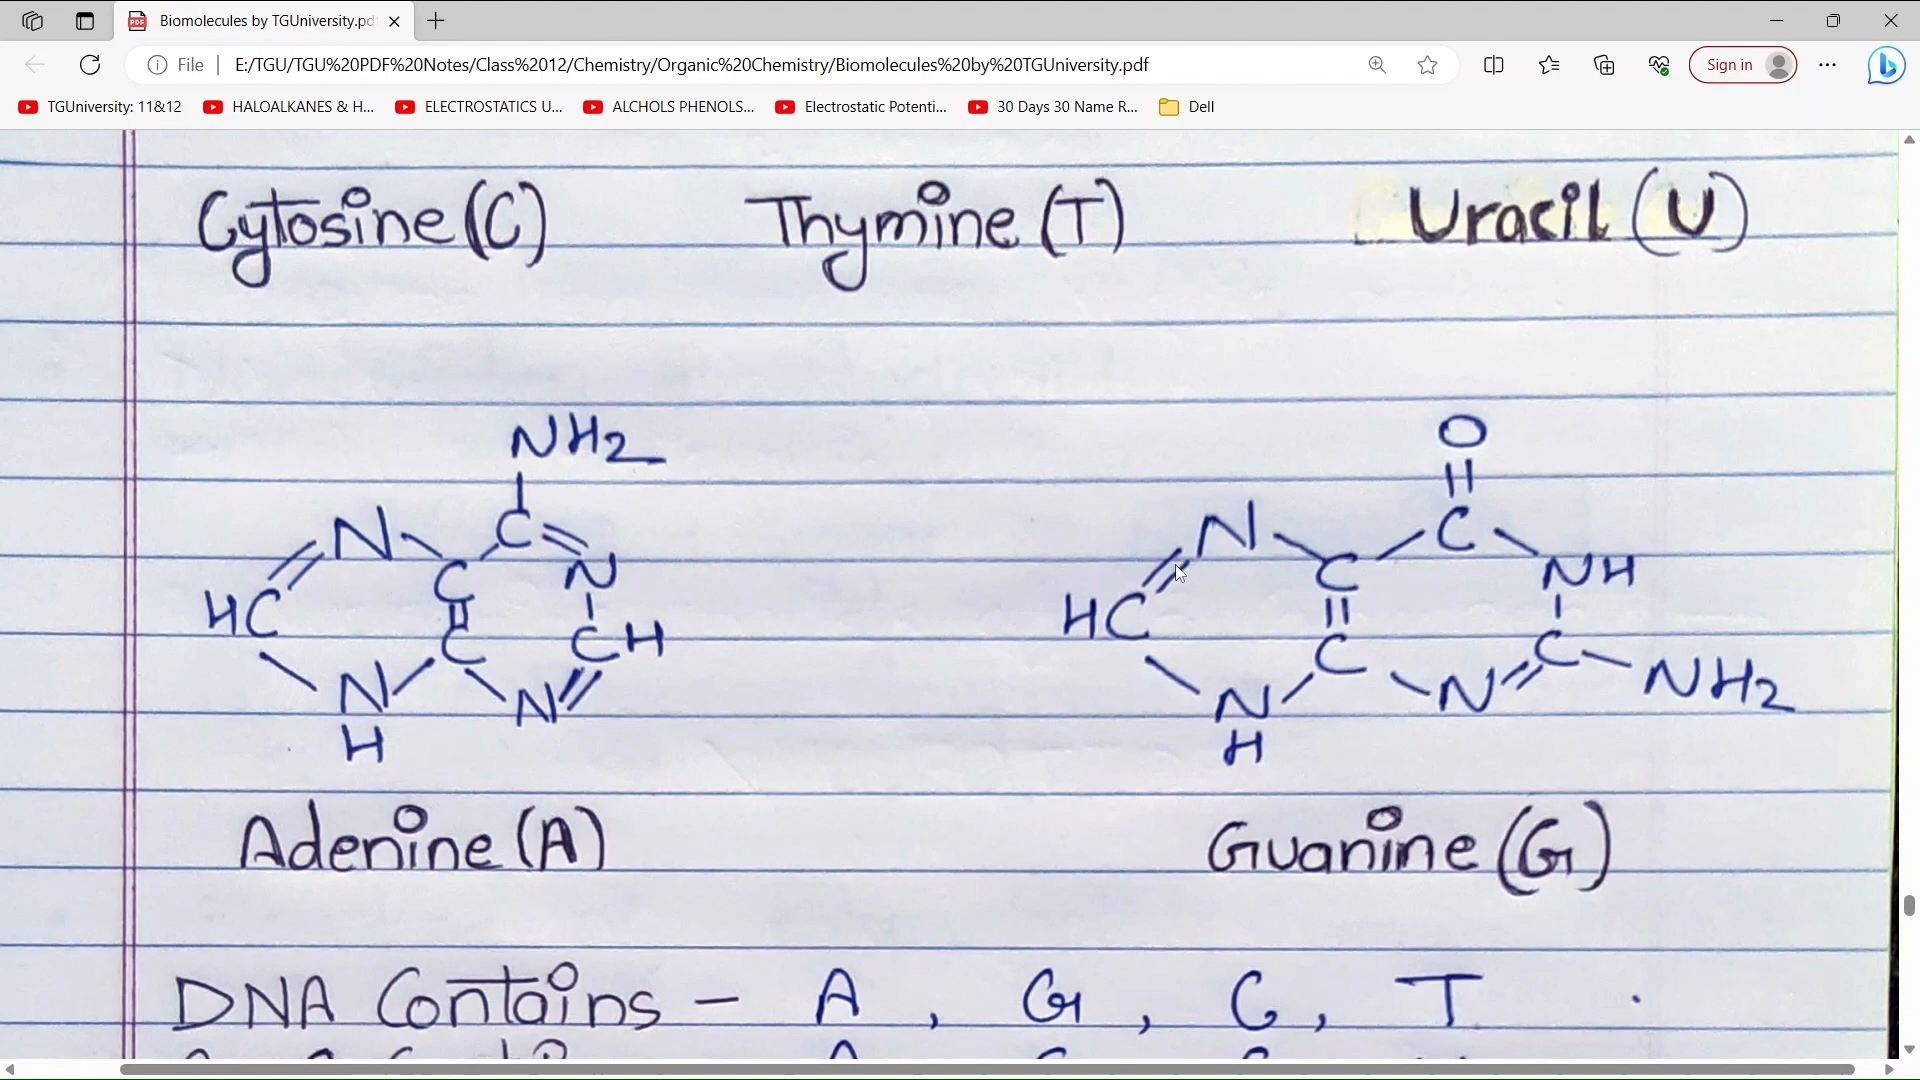 Biomolecules by TGUniversity.pd
File
E:/TGU/TGU%20PDF%20Notes/Class%2012/Chemistry/Organic%20Chemistry/Biomolecules%20by%20TGUniversity.pdf
Sign in
TGUniversity: 11&12 HALOALKANES & H... ELECTROSTATICS U... ALCHOLS PHENOLS... Electrostatic Potenti... 30 Days 30 Name R... Dell
Cytosine (C) Thymine (T) Uracil (U)
NH2 O
N C N C
C N C NH
HC HC
C CH C C
N N N N NH2
H H
Adenine (A) Guanine (G)
DNA Contains - A, G, C, T